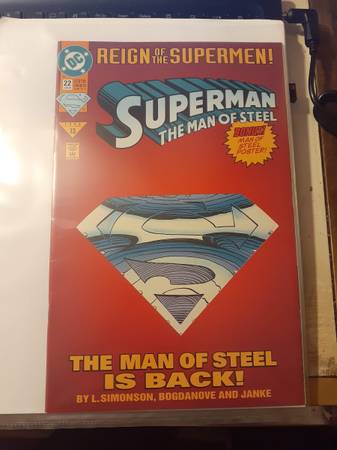 REIGN OF THE SUPERMEN!
DC
22
SUPERMAN
THE MAN OF STEEL
BONUS!
MAN OF
STEEL
POSTER!
THE MAN OF STEEL
IS BACK!
BY L. SIMONSON, BOGDANOVE AND JANKE